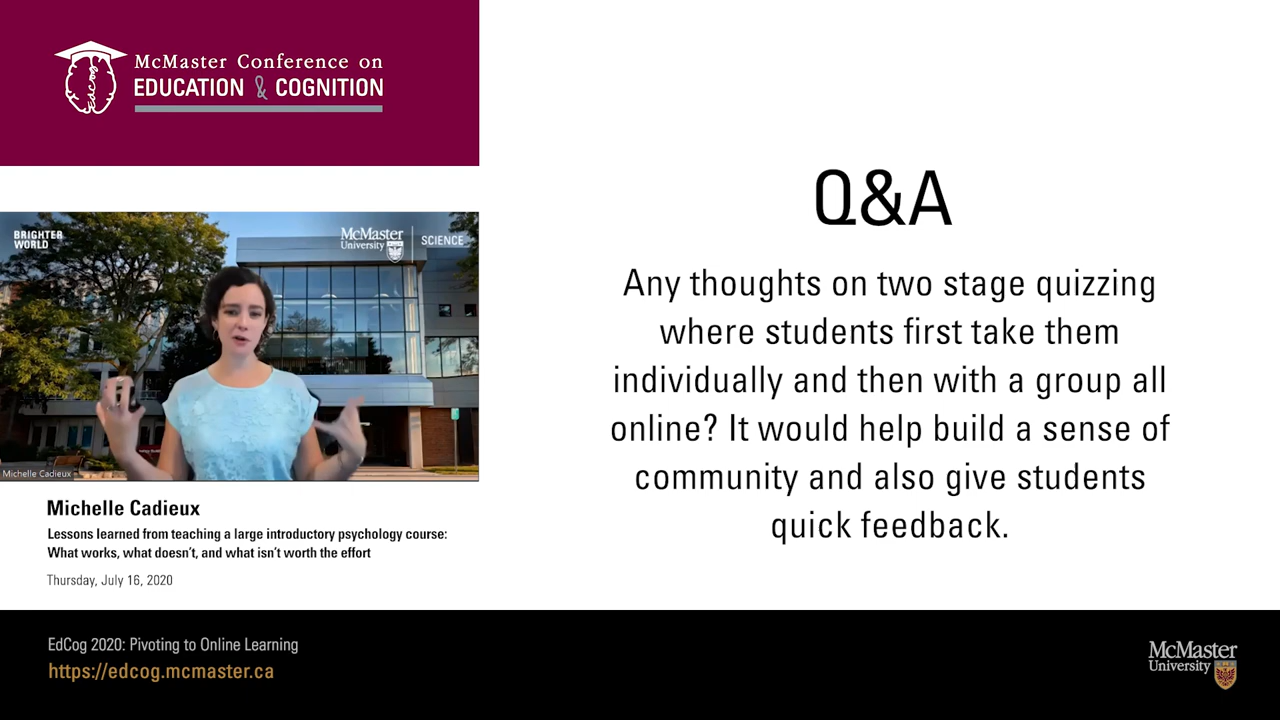 McMaster Conference on
EDUCATION & COGNITION
edcog
BRIGHTER
WORLD
McMaster
University
SCIENCE
Michelle Cadieux
Michelle Cadieux
Lessons learned from teaching a large introductory psychology course:
What works, what doesn't, and what isn't worth the effort
Thursday, July 16, 2020
Q&A
Any thoughts on two stage quizzing
where students first take them
individually and then with a group all
online? It would help build a sense of
community and also give students
quick feedback.
EdCog 2020: Pivoting to Online Learning
https://edcog.mcmaster.ca
McMaster
University